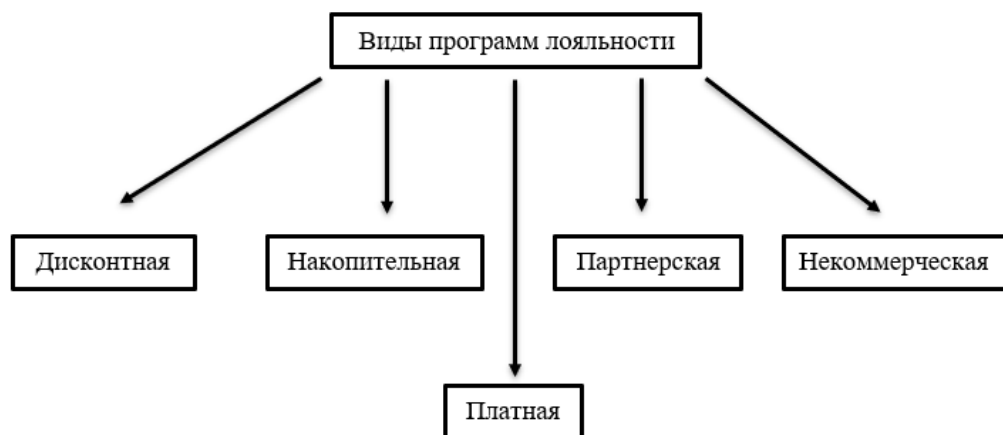 Виды программ лояльности
Дисконтная
Накопительная
Партнерская
Некоммерческая
Платная